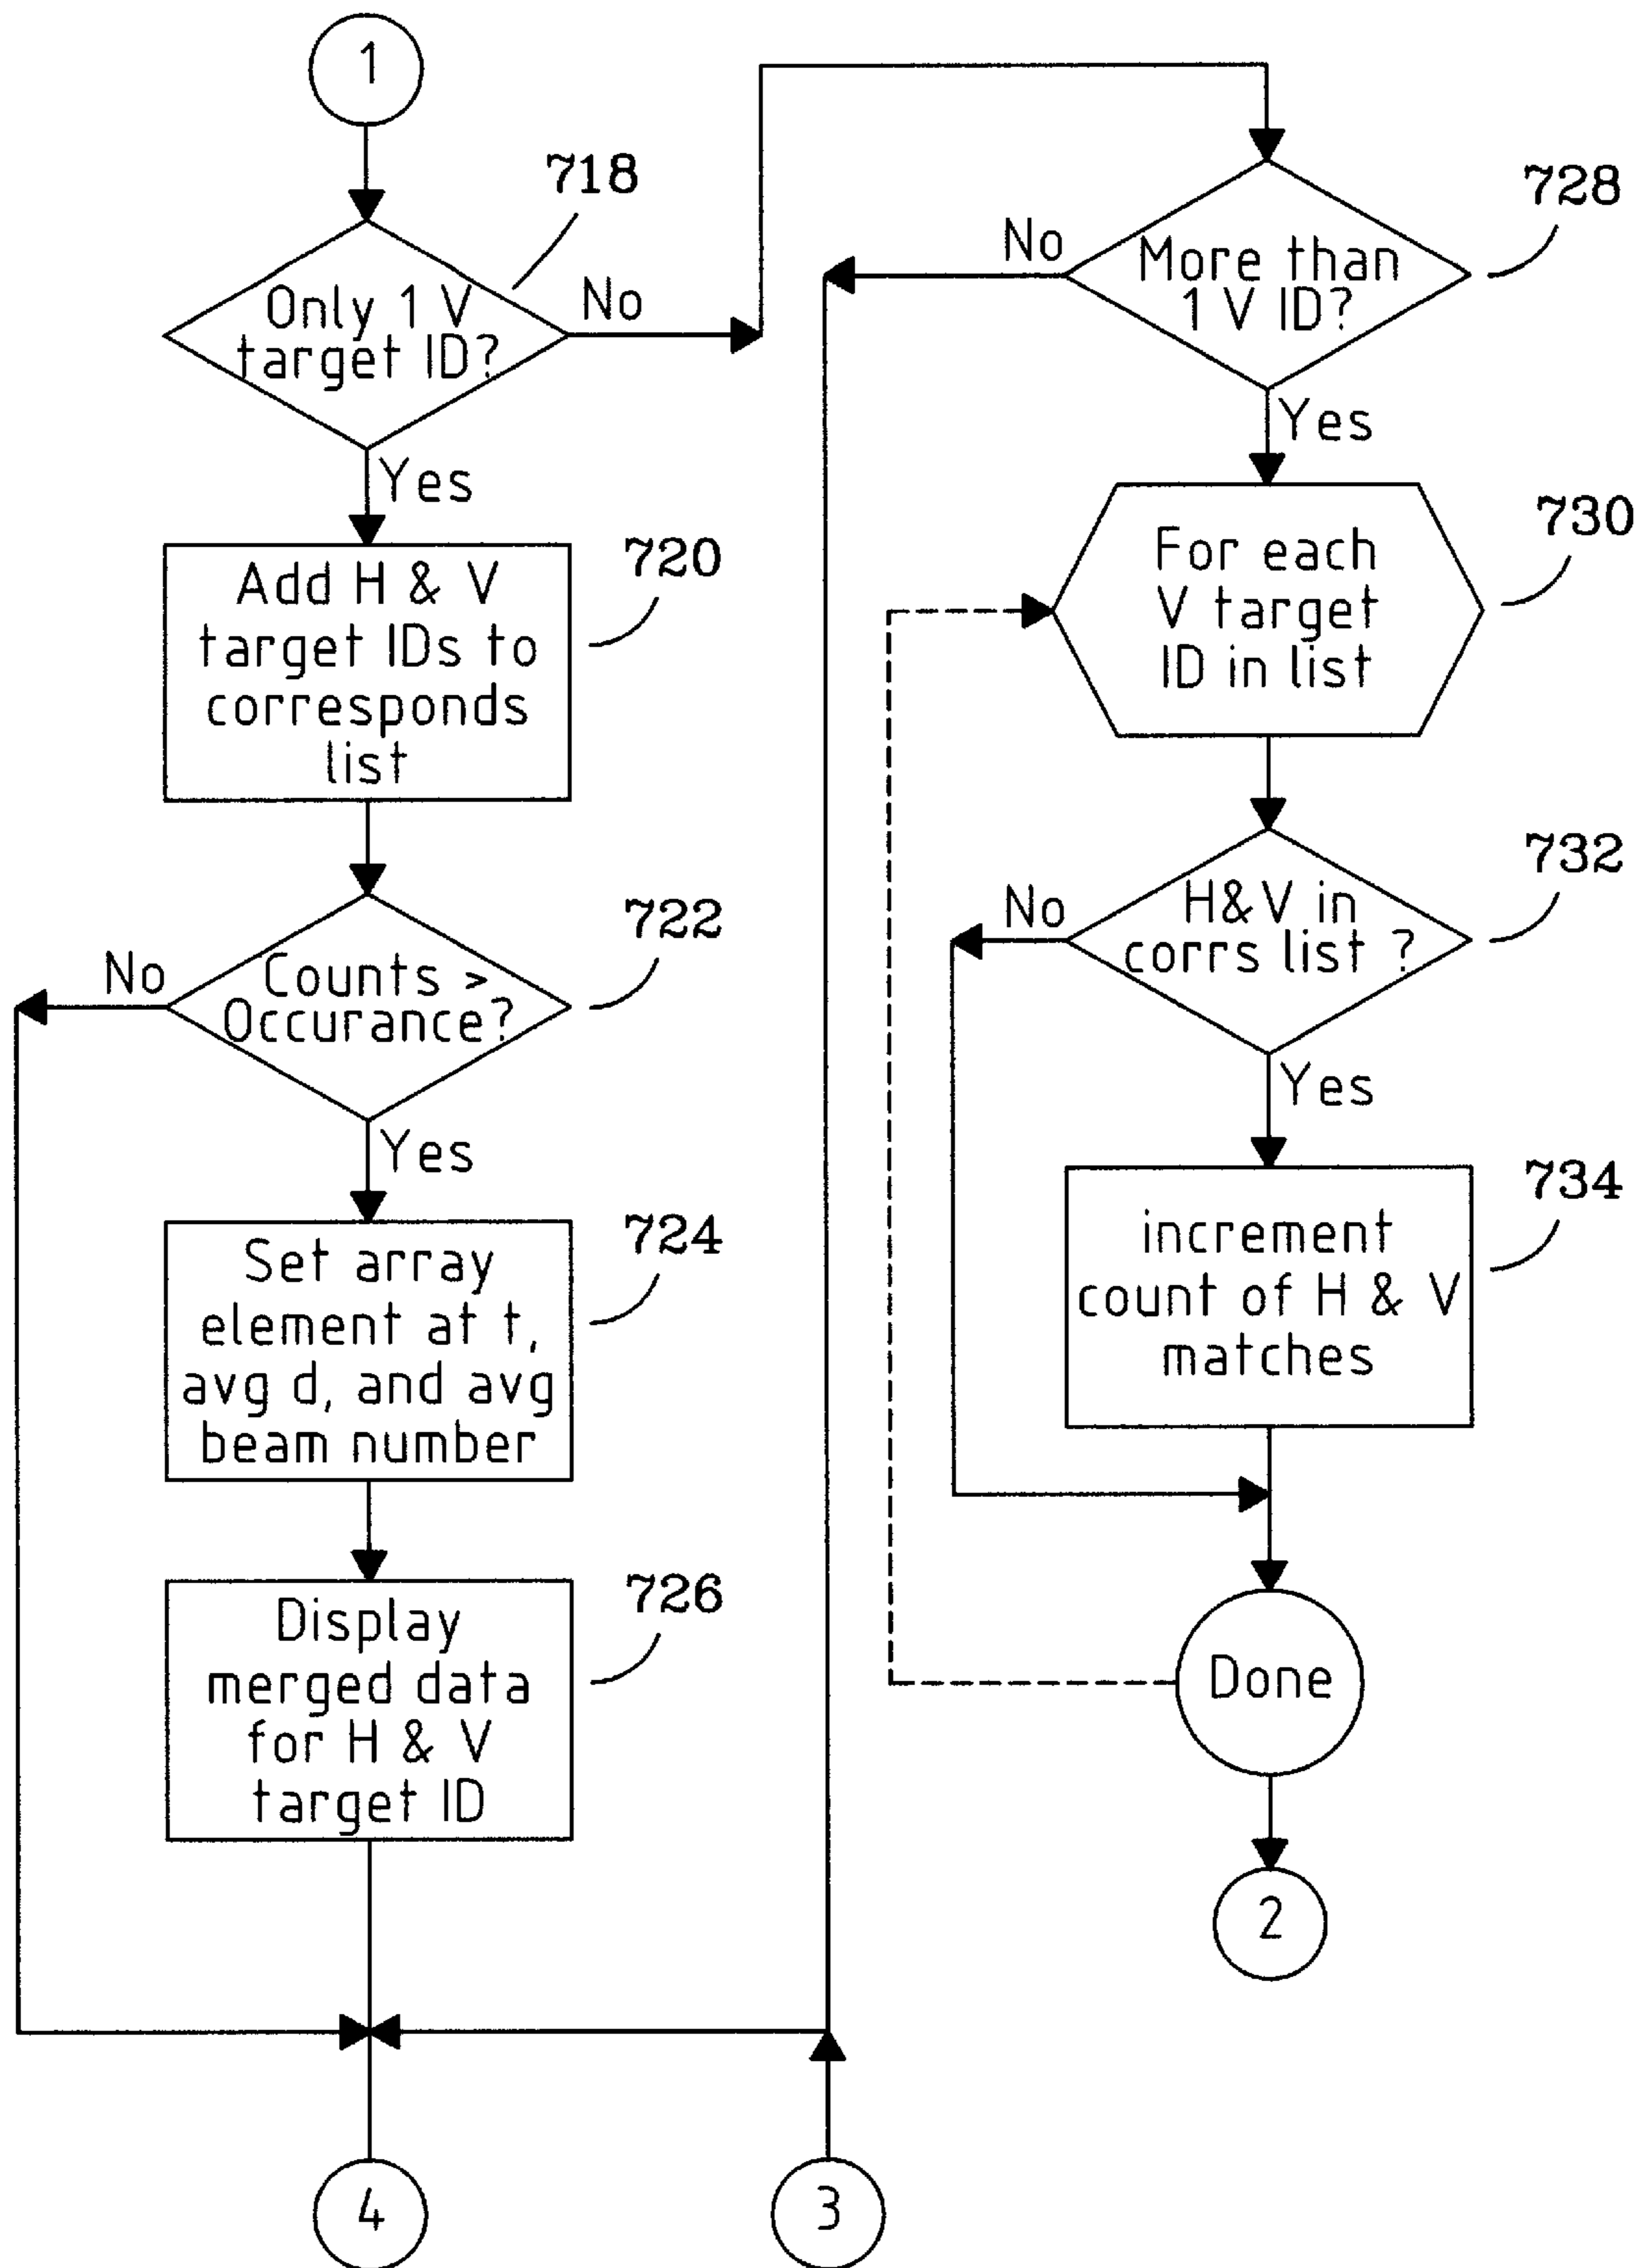 1
718
Only 1 V
target ID?
No
Yes
720
Add H & V
target IDs to
corresponds
list
722
Counts >
Occurance?
No
Yes
724
Set array
element at t,
avg d, and avg
beam number
726
Display
merged data
for H & V
target ID
4
3
728
More than
1 V ID?
No
Yes
730
For each
V target
ID in list
732
H&V in
corrs list ?
No
Yes
734
increment
count of H & V
matches
Done
2